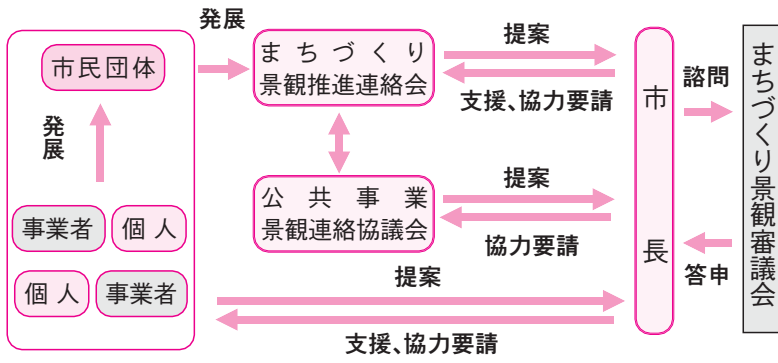 市民団体
発展
事業者
個人
個人
事業者
発展
まちづくり
景観推進連絡会
公共事業
景観連絡協議会
提案
支援、協力要請
提案
協力要請
提案
支援、協力要請
市長
諮問
答申
まちづくり景観審議会